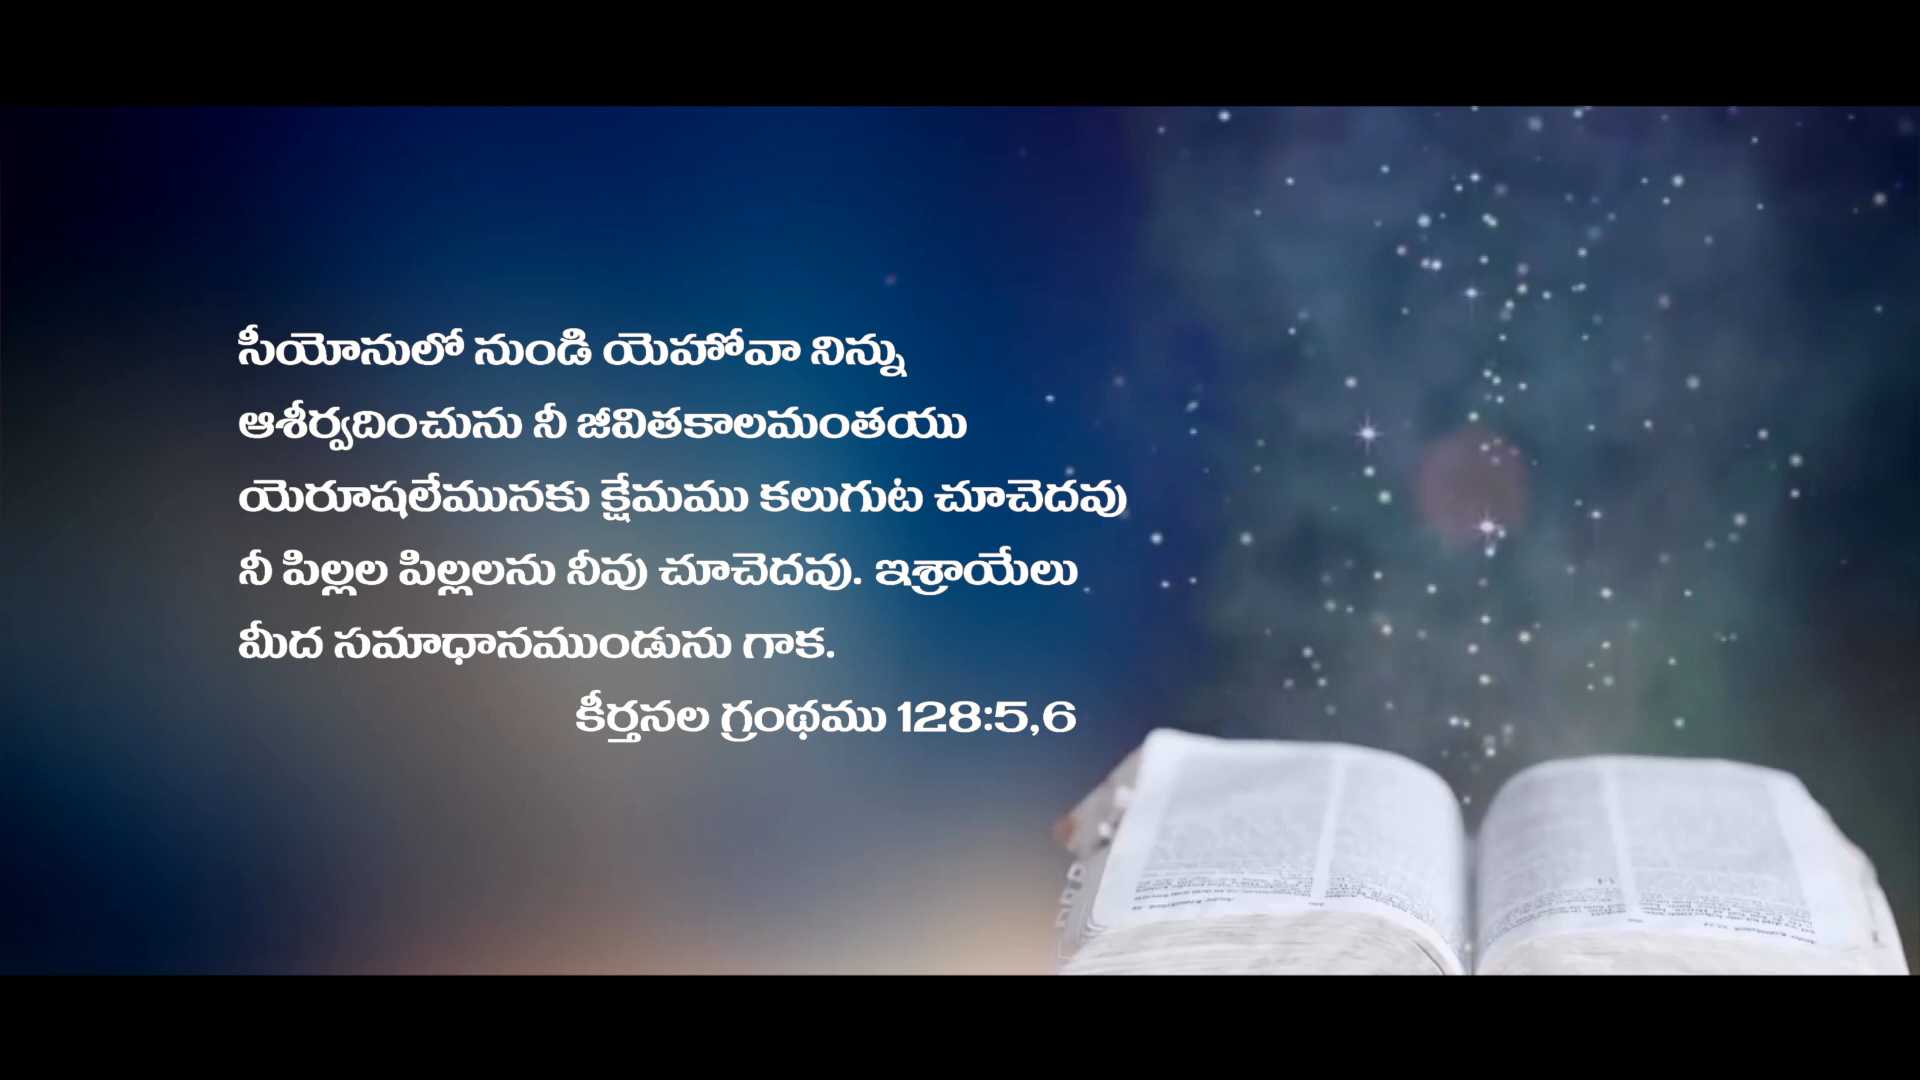 సీయోనులో నుండి యెహోవా నిన్ను
ఆశీర్వదించును నీ జీవితకాలమంతయు
యెరూషలేమునకు క్షేమము కలుగుట చూచెదవు
నీ పిల్లల పిల్లలను నీవు చూచెదవు. ఇశ్రాయేలు
మీద సమాధానముండును గాక.
కీర్తనల గ్రంథము 128:5,6